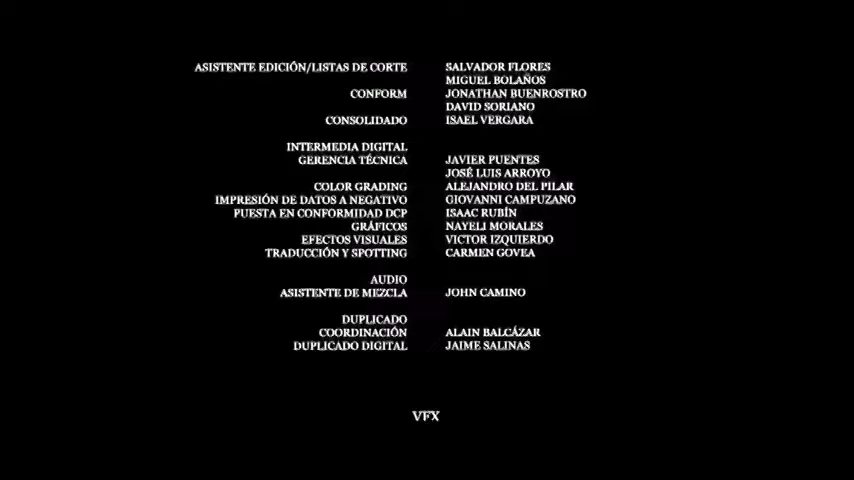 ASISTENTE EDICIÓN/LISTAS DE CORTE SALVADOR FLORES
MIGUEL BOLAÑOS
CONFORM JONATHAN BUENROSTRO
DAVID SORIANO
CONSOLIDADO ISAEL VERGARA
INTERMEDIA DIGITAL
GERENCIA TÉCNICA JAVIER PUENTES
JOSÉ LUIS ARROYO
COLOR GRADING ALEJANDRO DEL PILAR
IMPRESIÓN DE DATOS A NEGATIVO GIOVANNI CAMPUZANO
PUESTA EN CONFORMIDAD DCP ISAAC RUBÍN
GRÁFICOS NAYELI MORALES
EFECTOS VISUALES VICTOR IZQUIERDO
TRADUCCIÓN Y SPOTTING CARMEN GOVEA
AUDIO
ASISTENTE DE MEZCLA JOHN CAMINO
DUPLICADO
COORDINACIÓN ALAIN BALCÁZAR
DUPLICADO DIGITAL JAIME SALINAS
VFX